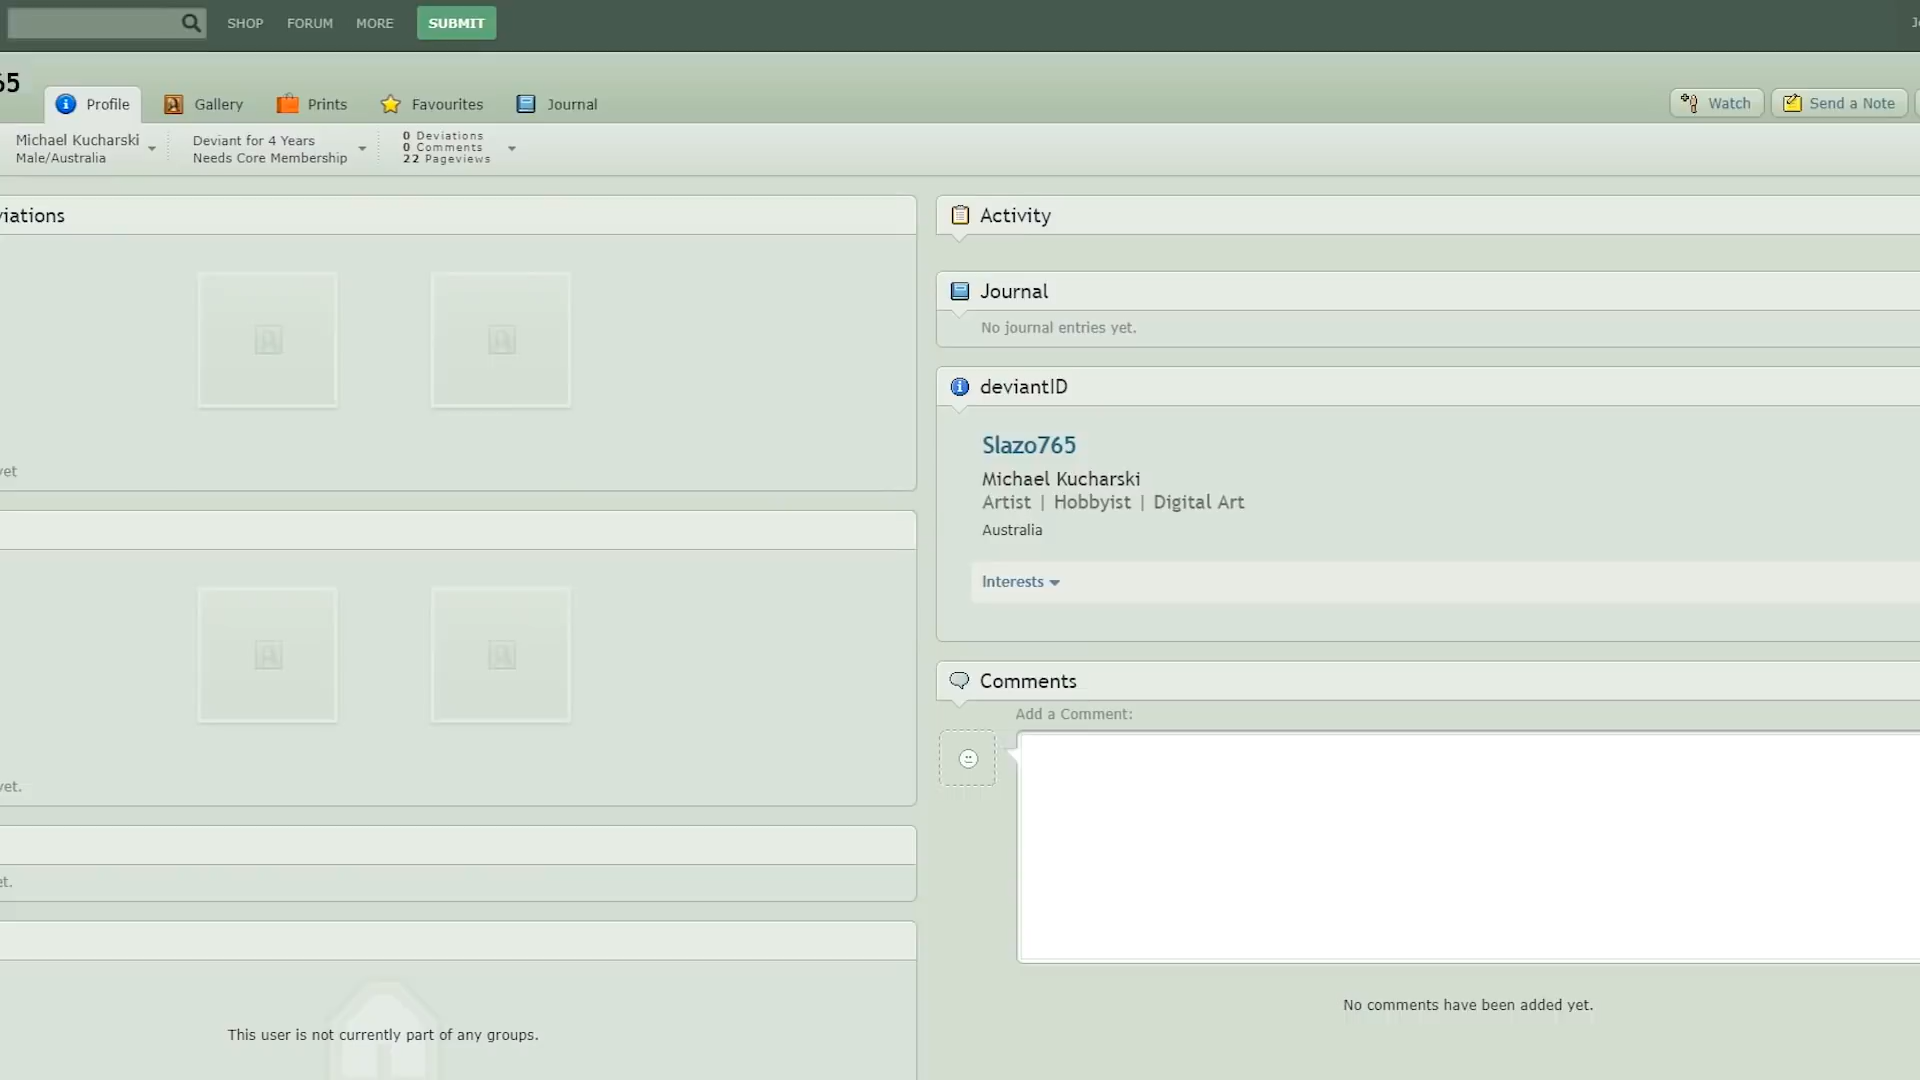 SHOP FORUM MORE SUBMIT
65
Profile Gallery Prints Favourites Journal Watch Send a Note
Michael Kucharski
Male/Australia
Deviant for 4 Years
Needs Core Membership
0 Deviations
0 Comments
22 Pageviews
viations
yet
yet.
et.
This user is not currently part of any groups.
Activity
Journal
No journal entries yet.
deviantID
Slazo765
Michael Kucharski
Artist | Hobbyist | Digital Art
Australia
Interests
Comments
Add a Comment:
No comments have been added yet.